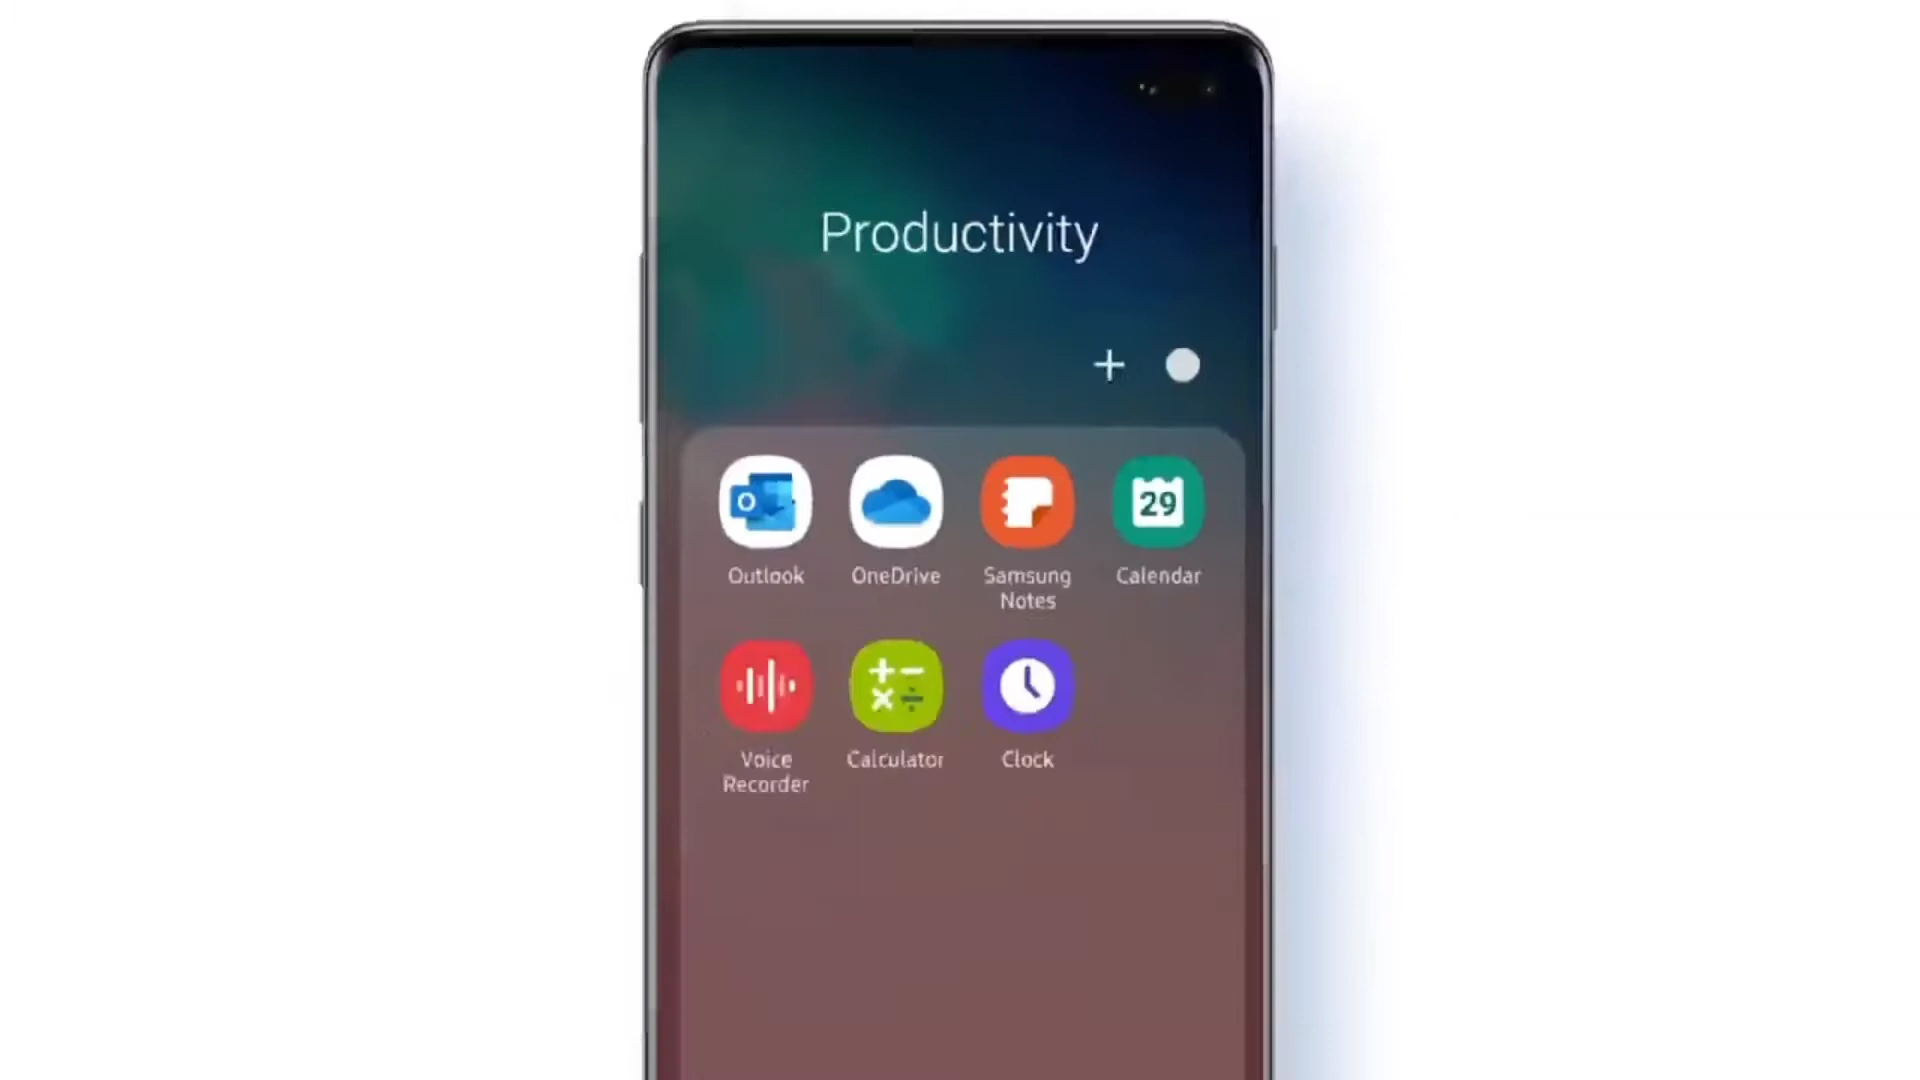 Productivity
Outlook
OneDrive
Samsung
Notes
Calendar
29
Voice
Recorder
Calculator
Clock